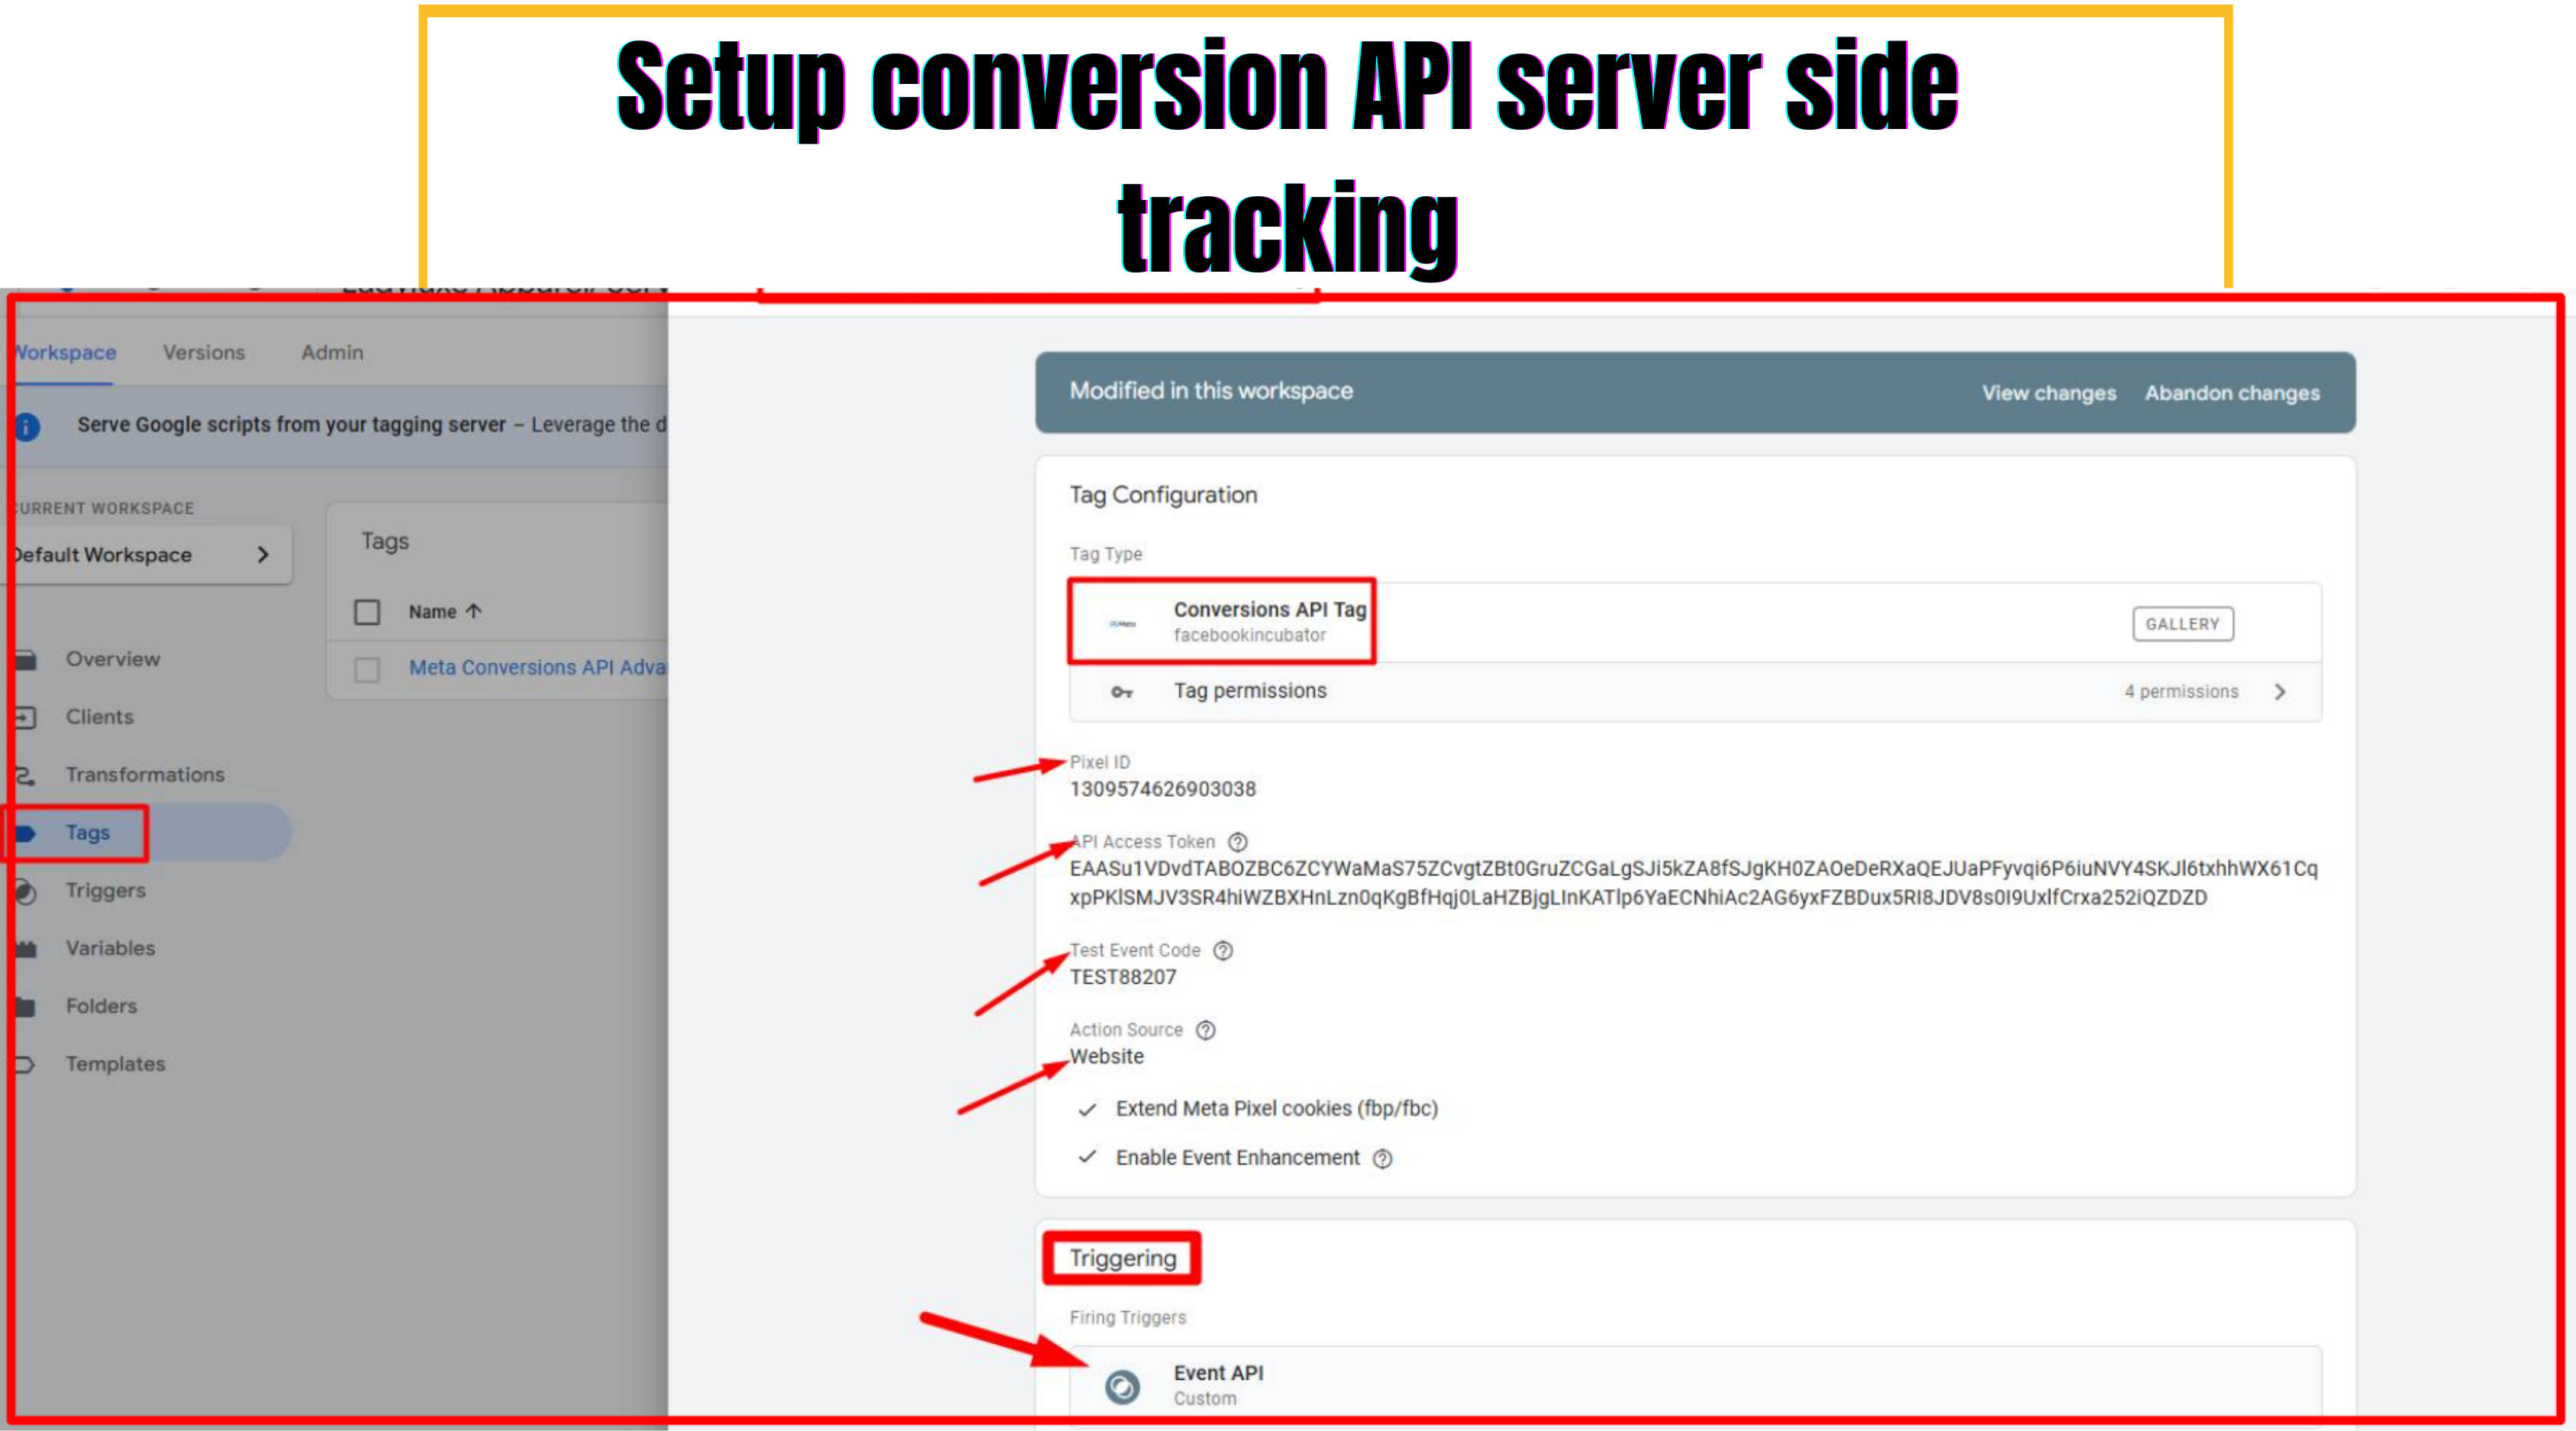 Setup conversion API server side
tracking
Workspace Versions Admin
Serve Google scripts from your tagging server – Leverage the d
CURRENT WORKSPACE
Default Workspace
Tags
Name
Meta Conversions API Adva
Overview
Clients
Transformations
Tags
Triggers
Variables
Folders
Templates
Modified in this workspace
View changes Abandon changes
Tag Configuration
Tag Type
Conversions API Tag
facebookincubator
GALLERY
Tag permissions
4 permissions
Pixel ID
1309574626903038
API Access Token
EAASu1VDvdTABOZBC6ZCYWaMaS75ZCvgtZBt0GruZCGaLgSJi5kZA8fSJgKH0ZAOeDeRXaQEJUaPFyvqi6P6iuNVY4SKJl6txhhWX61Cq
xpPKlSMJV3SR4hiWZBXHnLzn0qKgBfHqj0LaHZBjgLInKATlp6YaECNhiAc2AG6yxFZBDux5RI8JDV8s0I9UxlfCrxa252iQZDZD
Test Event Code
TEST88207
Action Source
Website
Extend Meta Pixel cookies (fbp/fbc)
Enable Event Enhancement
Triggering
Firing Triggers
Event API
Custom